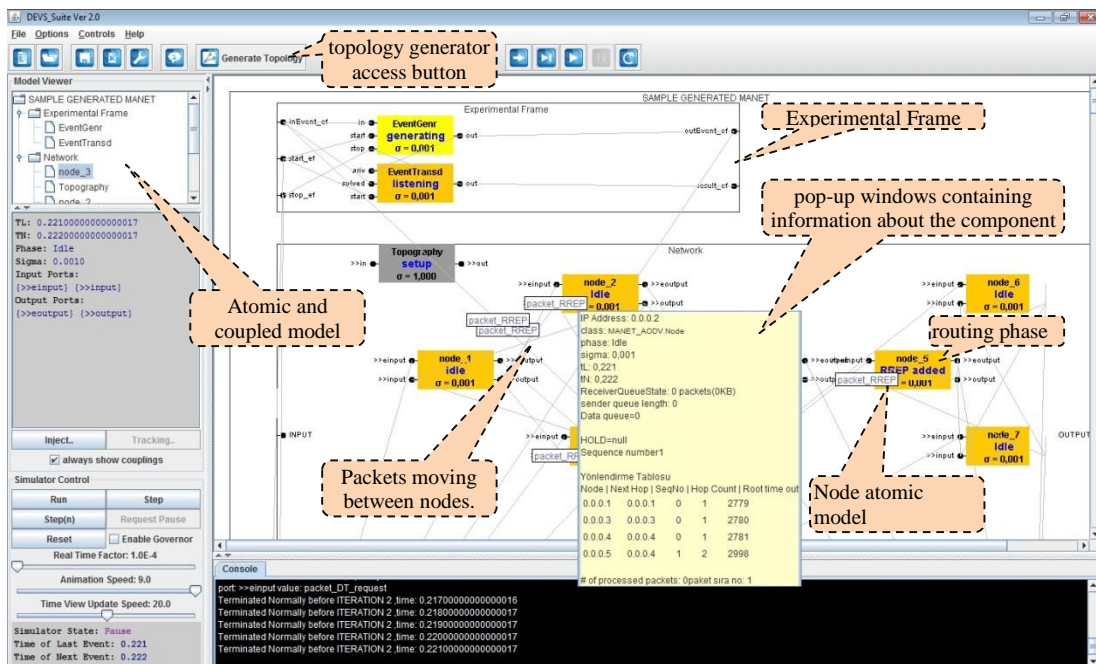 DEVS_Suite Ver 2.0
File Options Controls Help
Generate Topology
topology generator
access button
Model Viewer
SAMPLE GENERATED MANET
Experimental Frame
EventGenr
EventTransd
Network
node_3
Topography
node_2
TL: 0.22100000000000017
TN: 0.22200000000000017
Phase: Idle
Sigma: 0.0010
Input Ports:
{>>einput} {>>input}
Output Ports:
{>>eoutput} {>>output}
Atomic and
coupled model
Inject..
Tracking..
always show couplings
Simulator Control
Run
Step
Step(n)
Request Pause
Reset
Enable Governor
Real Time Factor: 1.0E-4
Animation Speed: 9.0
Time View Update Speed: 20.0
Simulator State: Pause
Time of Last Event: 0.221
Time of Next Event: 0.222
SAMPLE GENERATED MANET
Experimental Frame
inEvent_ef
start_ef
stop_ef
in
start
stop
EventGenr
generating
σ = 0,001
out
outEvent_ef
ariv
solved
start
EventTransd
listening
σ = 0,001
out
result_ef
Experimental Frame
pop-up windows containing
information about the component
Network
>>in
Topography
setup
σ = 1,000
>>out
>>einput
node_2
Idle
= 0,001
>>eoutput
>>output
packet_RREP
packet_RREP
packet_RREP
>>einput
>>input
node_6
Idle
σ = 0,001
>>eoutput
>>output
routing phase
>>einput
>>input
node_1
idle
σ = 0,001
>>output
>>output
node_5
RREP added
= 0,001
>>eoutput
>>output
packet_RREP
INPUT
>>einput
>>einput
>>input
node_7
Idle
σ = 0,001
>>eoutput
>>output
OUTPUT
IP Address: 0.0.0.2
class: MANET_AODV.Node
phase: Idle
sigma: 0,001
tL: 0,221
tN: 0,222
ReceiverQueueState: 0 packets(0KB)
sender queue length: 0
Data queue=0
HOLD=null
Sequence number1
Yönlendirme Tablosu
Node | Next Hop | SeqNo | Hop Count | Root time out
0.0.0.1 0.0.0.1 0 1 2779
0.0.0.3 0.0.0.3 0 1 2780
0.0.0.4 0.0.0.4 0 1 2781
0.0.0.5 0.0.0.4 1 2 2998
# of processed packets: 0paket sıra no: 1
Packets moving
between nodes.
Node atomic
model
Console
port: >>einput value: packet_DT_request
Terminated Normally before ITERATION 2 ,time: 0.21700000000000016
Terminated Normally before ITERATION 2 ,time: 0.21800000000000017
Terminated Normally before ITERATION 2 ,time: 0.21900000000000017
Terminated Normally before ITERATION 2 ,time: 0.22000000000000017
Terminated Normally before ITERATION 2 ,time: 0.22100000000000017